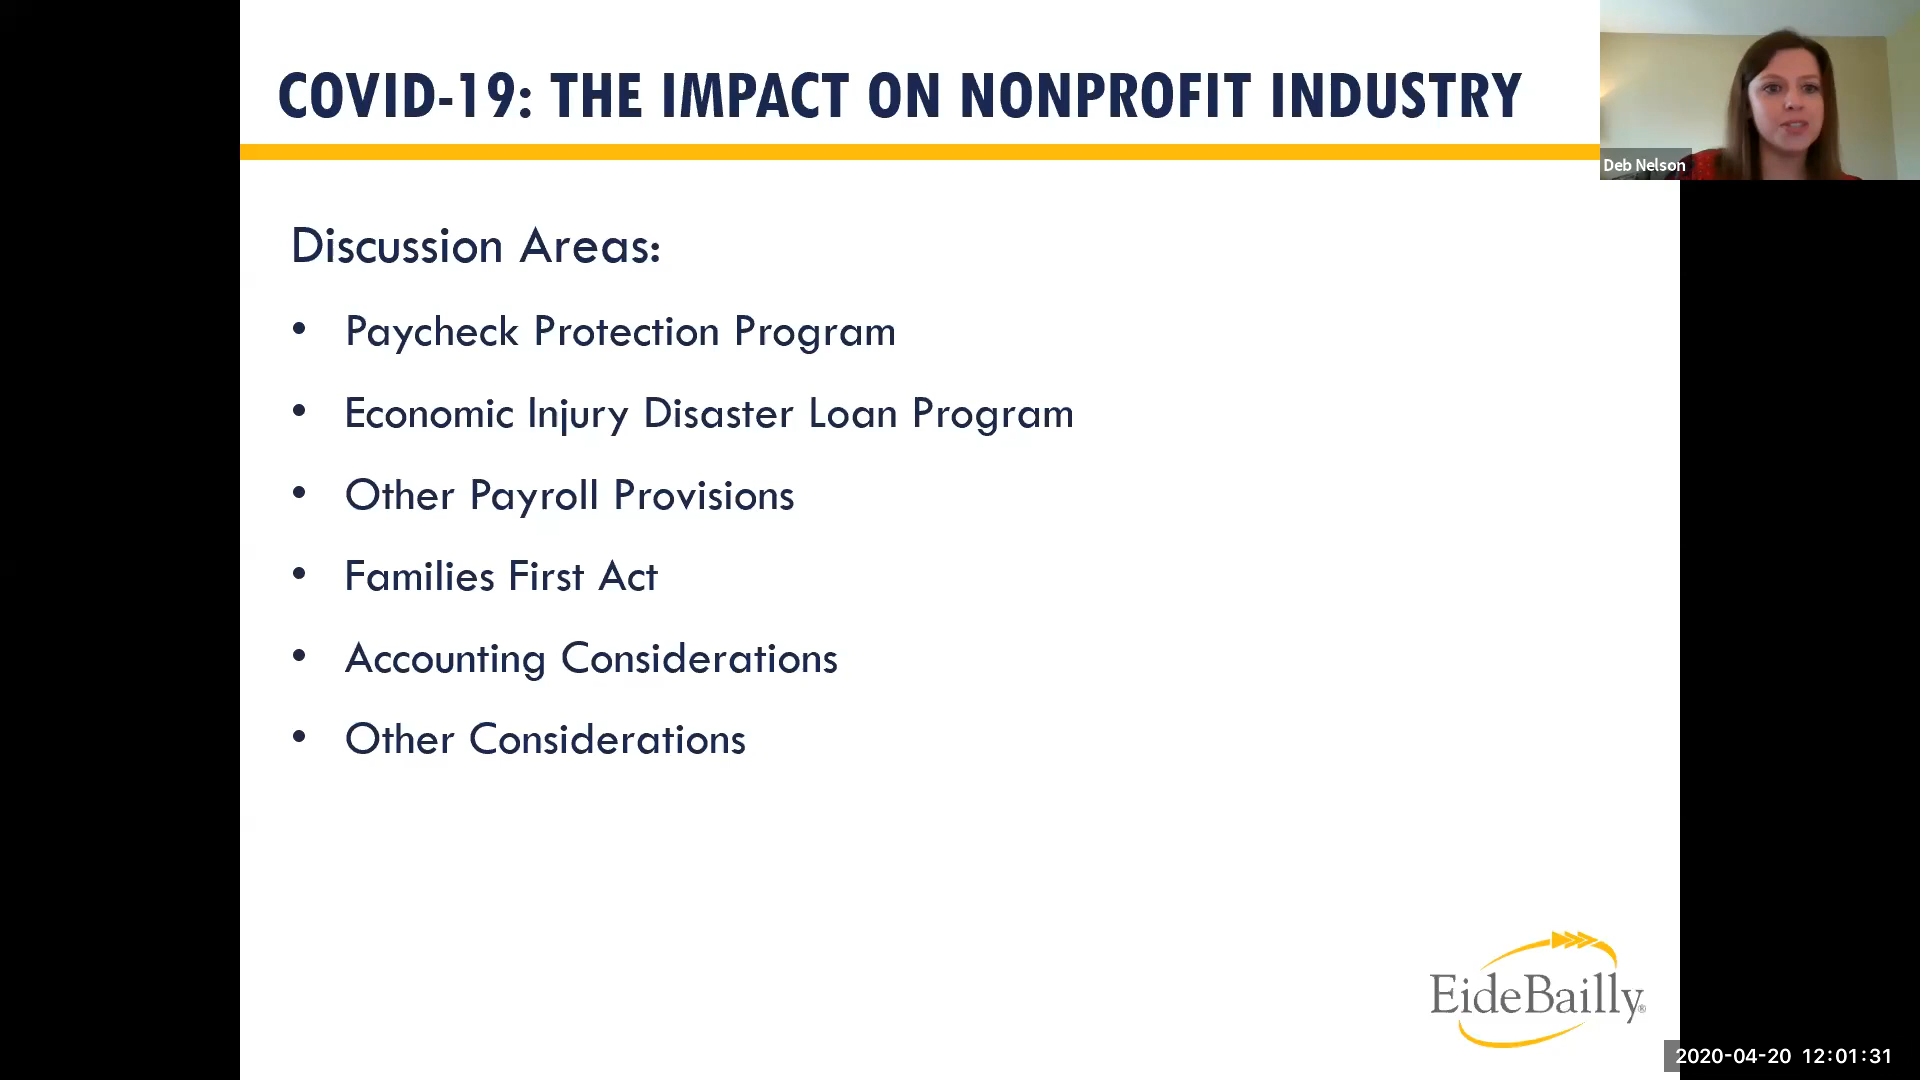 COVID-19: THE IMPACT ON NONPROFIT INDUSTRY
Deb Nelson
Discussion Areas:
• Paycheck Protection Program
• Economic Injury Disaster Loan Program
• Other Payroll Provisions
• Families First Act
• Accounting Considerations
• Other Considerations
EideBailly®
2020-04-20 12:01:31